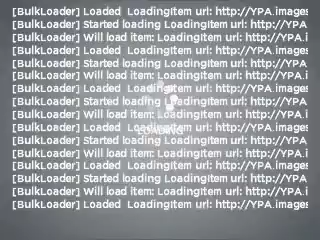 [BulkLoader] Loaded LoadingItem url: http://YPA.images
[BulkLoader] Started loading LoadingItem url: http://YPA
[BulkLoader] Will load item: LoadingItem url: http://YPA.i
[BulkLoader] Loaded LoadingItem url: http://YPA.images
[BulkLoader] Started loading LoadingItem url: http://YPA
[BulkLoader] Will load item: LoadingItem url: http://YPA.i
[BulkLoader] Loaded LoadingItem url: http://YPA.images
[BulkLoader] Started loading LoadingItem url: http://YPA
[BulkLoader] Will load item: LoadingItem url: http://YPA.i
[BulkLoader] Loaded LoadingItem url: http://YPA.images
LOADING
[BulkLoader] Started loading LoadingItem url: http://YPA
[BulkLoader] Will load item: LoadingItem url: http://YPA.i
[BulkLoader] Loaded LoadingItem url: http://YPA.images
[BulkLoader] Started loading LoadingItem url: http://YPA
[BulkLoader] Will load item: LoadingItem url: http://YPA.i
[BulkLoader] Loaded LoadingItem url: http://YPA.images